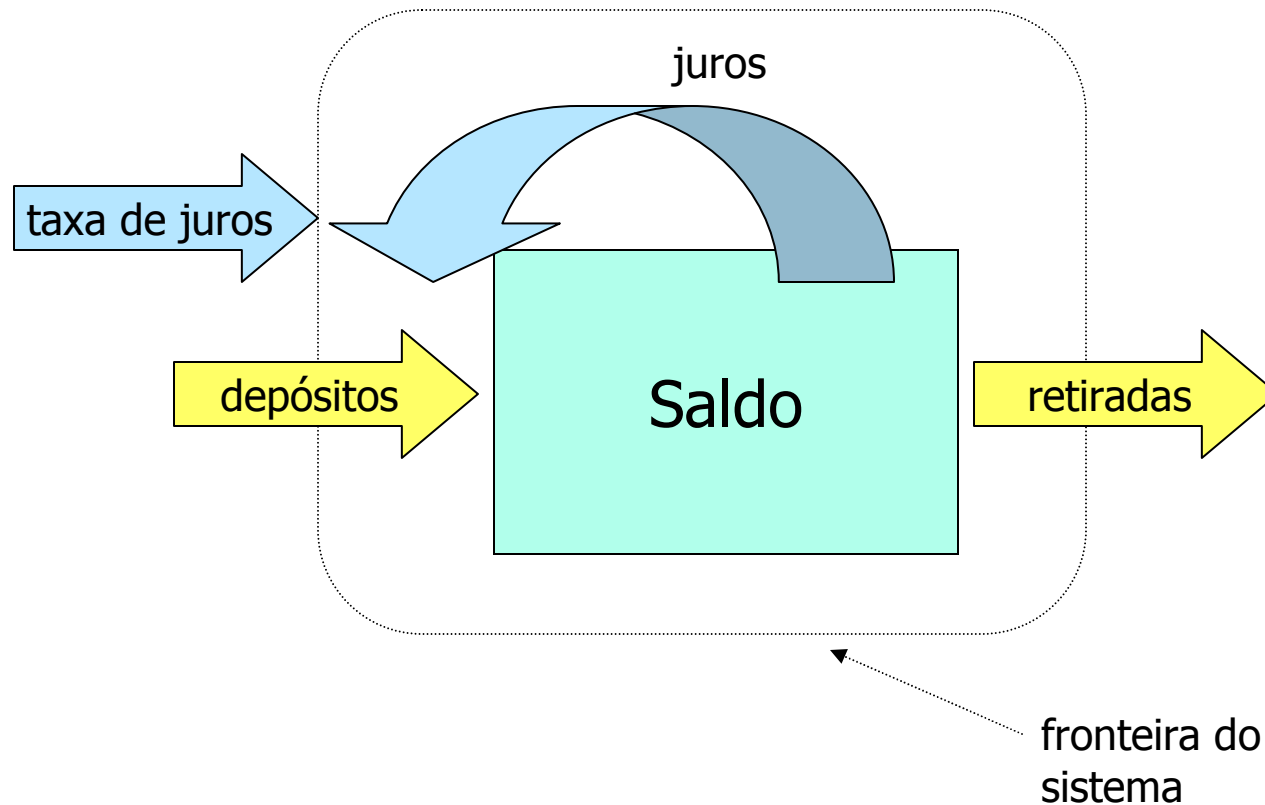 juros
taxa de juros
depósitos
Saldo
retiradas
fronteira do
sistema